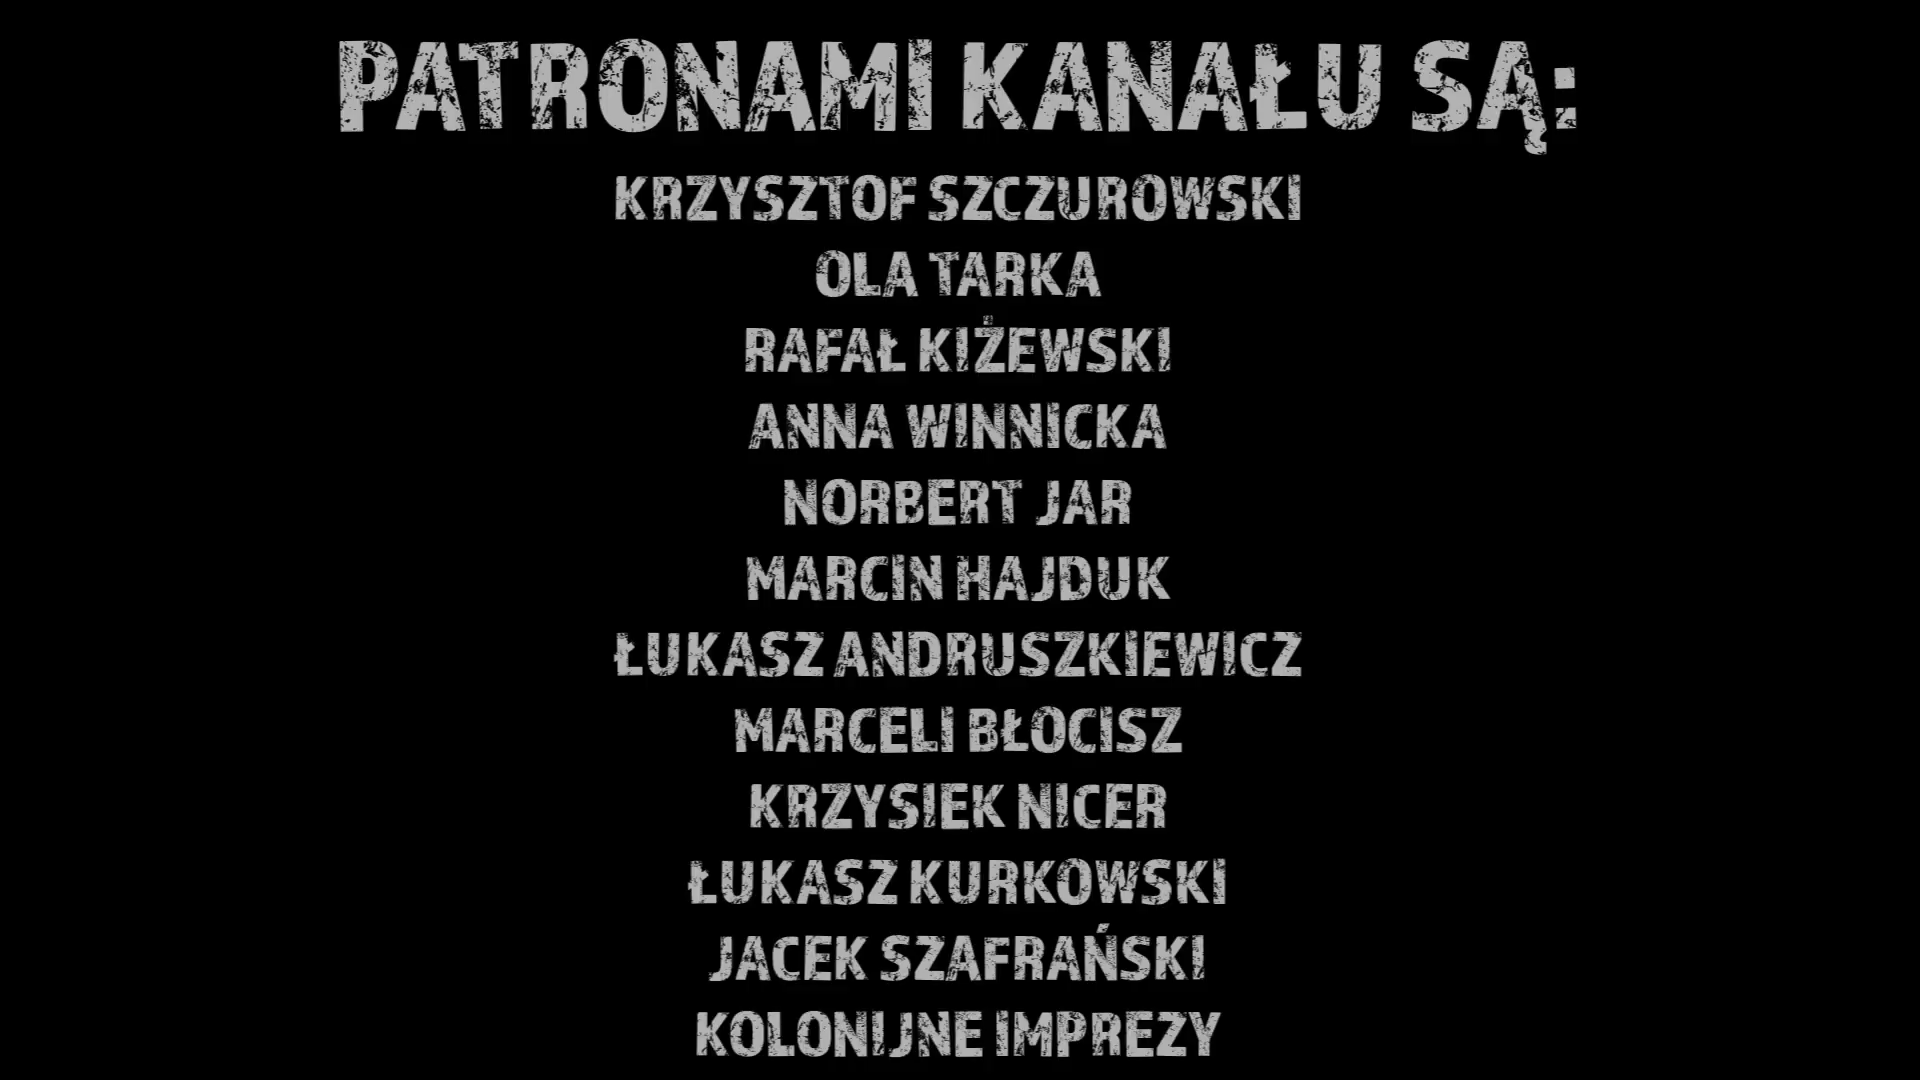 PATRONAMI KANAŁU SĄ:
KRZYSZTOF SZCZUROWSKI
OLA TARKA
RAFAŁ KIŻEWSKI
ANNA WINNICKA
NORBERT JAR
MARCIN HAJDUK
ŁUKASZ ANDRUSZKIEWICZ
MARCELI BŁOCISZ
KRZYSIEK NICER
ŁUKASZ KURKOWSKI
JACEK SZAFRAŃSKI
KOLONIJNE IMPREZY